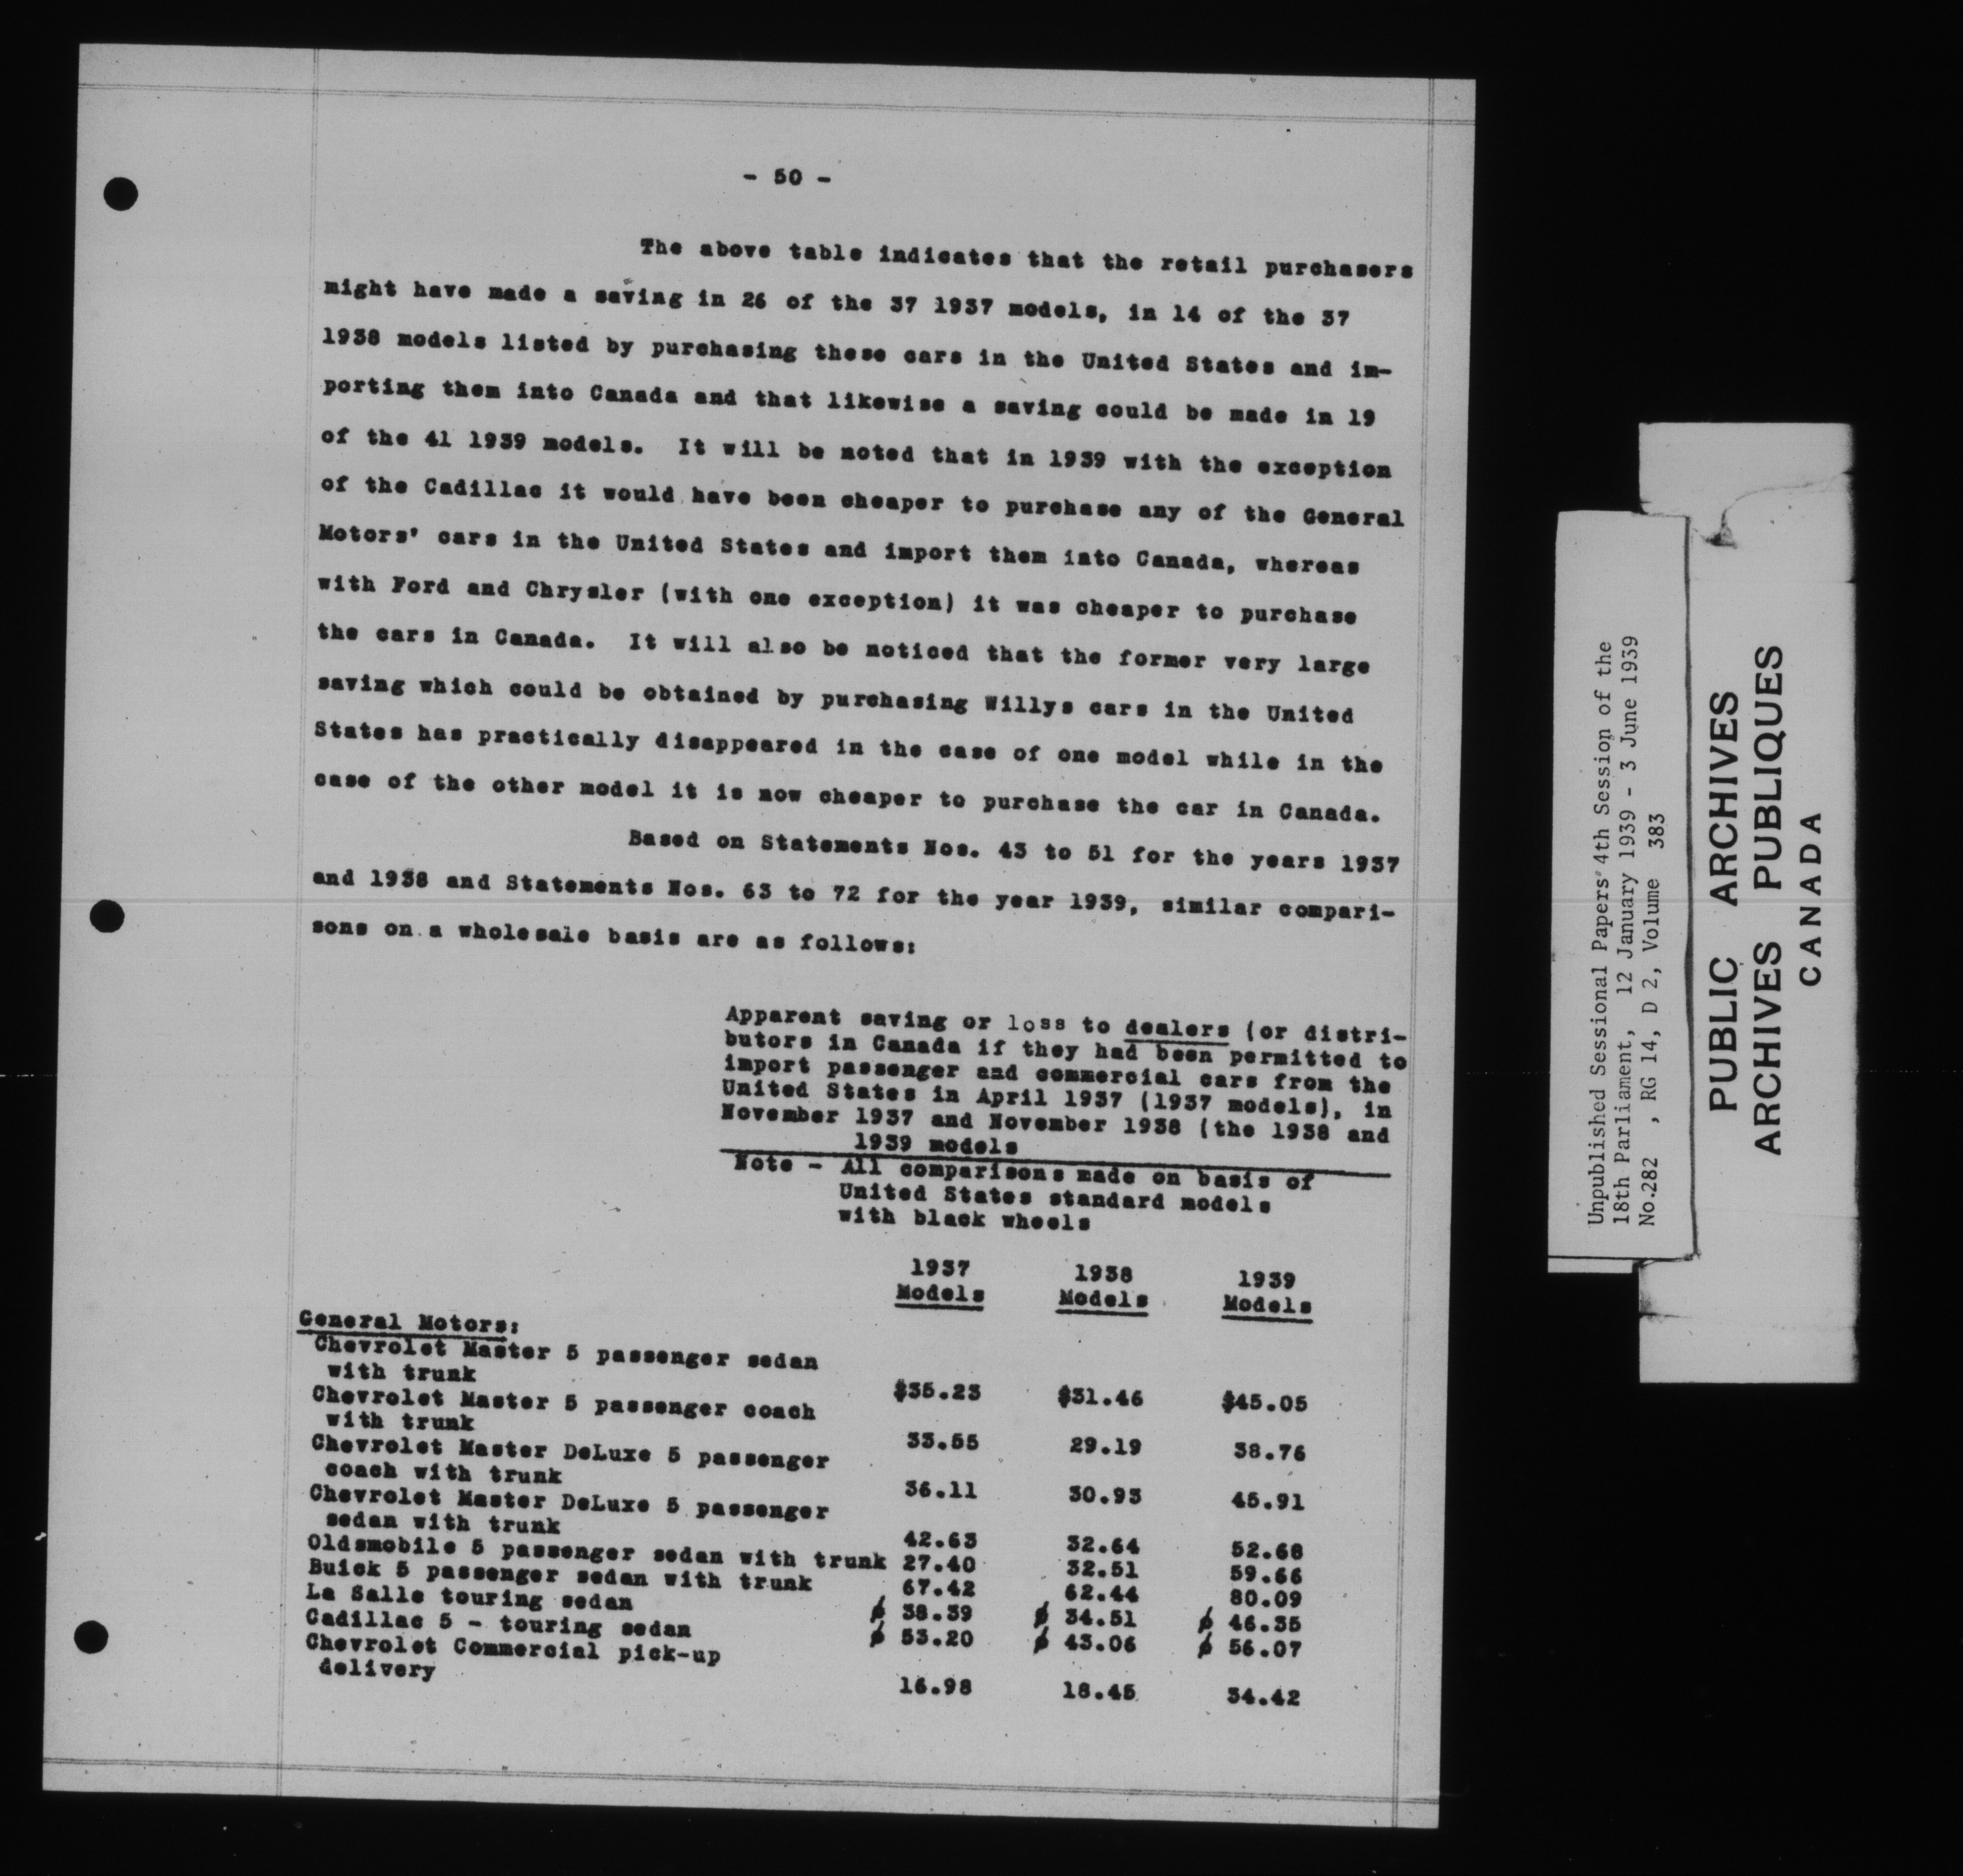 - 50 -
The above table indicates that the retail purchasers
might have made a saving in 26 of the 37 1937 models, in 14 of the 37
1938 models listed by purchasing these cars in the United States and im-
porting them into Canada and that likewise a saving could be made in 19
of the 41 1939 models. It will be noted that in 1939 with the exception
of the Cadillac it would have been cheaper to purchase any of the General
Motors' cars in the United States and import them into Canada, whereas
with Ford and Chrysler (with one exception) it was cheaper to purchase
the cars in Canada. It will also be noticed that the former very large
saving which could be obtained by purchasing Willys cars in the United
States has practically disappeared in the case of one model while in the
case of the other model it is now cheaper to purchase the car in Canada.
Based on Statements Nos. 43 to 51 for the years 1937
and 1938 and Statements Nos. 63 to 72 for the year 1939, similar compari-
sons on a wholesale basis are as follows:
Apparent saving or loss to dealers (or distri-
butors in Canada if they had been permitted to
import passenger and commercial cars from the
United States in April 1937 (1937 models), in
November 1937 and November 1938 (the 1938 and
1939 models
Note - All comparisons made on basis of
United States standard models
with black wheels
1937 1938 1939
Models Models Models
General Motors:
Chevrolet Master 5 passenger sedan
with trunk $35.23 $31.46 $45.05
Chevrolet Master 5 passenger coach
with trunk 33.55 29.19 38.76
Chevrolet Master DeLuxe 5 passenger
coach with trunk 36.11 30.93 45.91
Chevrolet Master DeLuxe 5 passenger
sedan with trunk 42.63 32.64 52.68
Oldsmobile 5 passenger sedan with trunk 27.40 32.51 59.66
Buick 5 passenger sedan with trunk 67.42 62.44 80.09
La Salle touring sedan ɸ 38.39 ɸ 34.51 ɸ 46.35
Cadillac 5 - touring sedan ɸ 53.20 ɸ 43.06 ɸ 56.07
Chevrolet Commercial pick-up
delivery 16.98 18.45 34.42
Unpublished Sessional Papers' 4th Session of the
18th Parliament, 12 January 1939 - 3 June 1939
No.282 , RG 14, D 2, Volume 383
PUBLIC ARCHIVES
ARCHIVES PUBLIQUES
CANADA